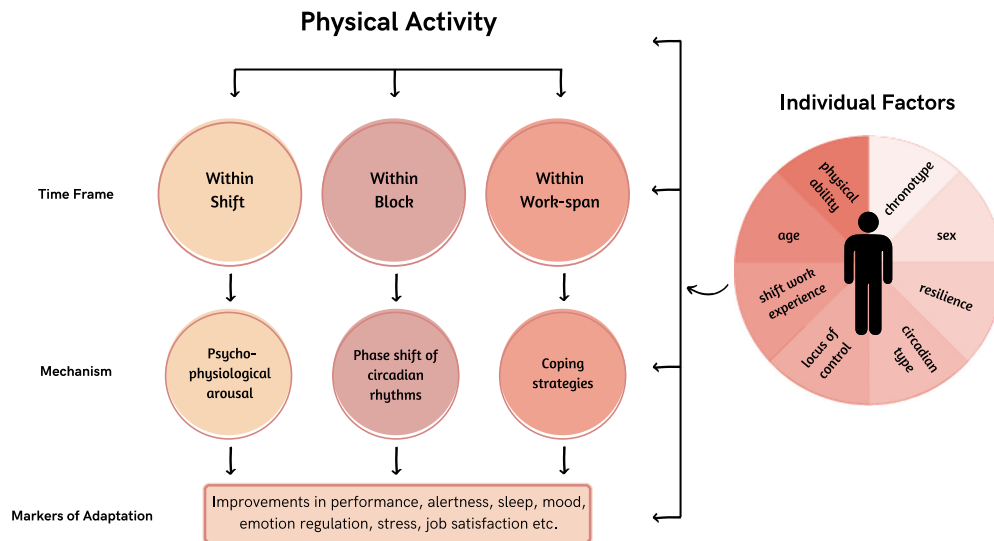 Physical Activity
Individual Factors
Time Frame
Within
Shift
Within
Block
Within
Work-span
Mechanism
Psycho-
physiological
arousal
Phase shift of
circadian
rhythms
Coping
strategies
Markers of Adaptation
Improvements in performance, alertness, sleep, mood,
emotion regulation, stress, job satisfaction etc.
physical
ability
chronotype
age
sex
shift work
experience
resilience
locus of
control
circadian
type